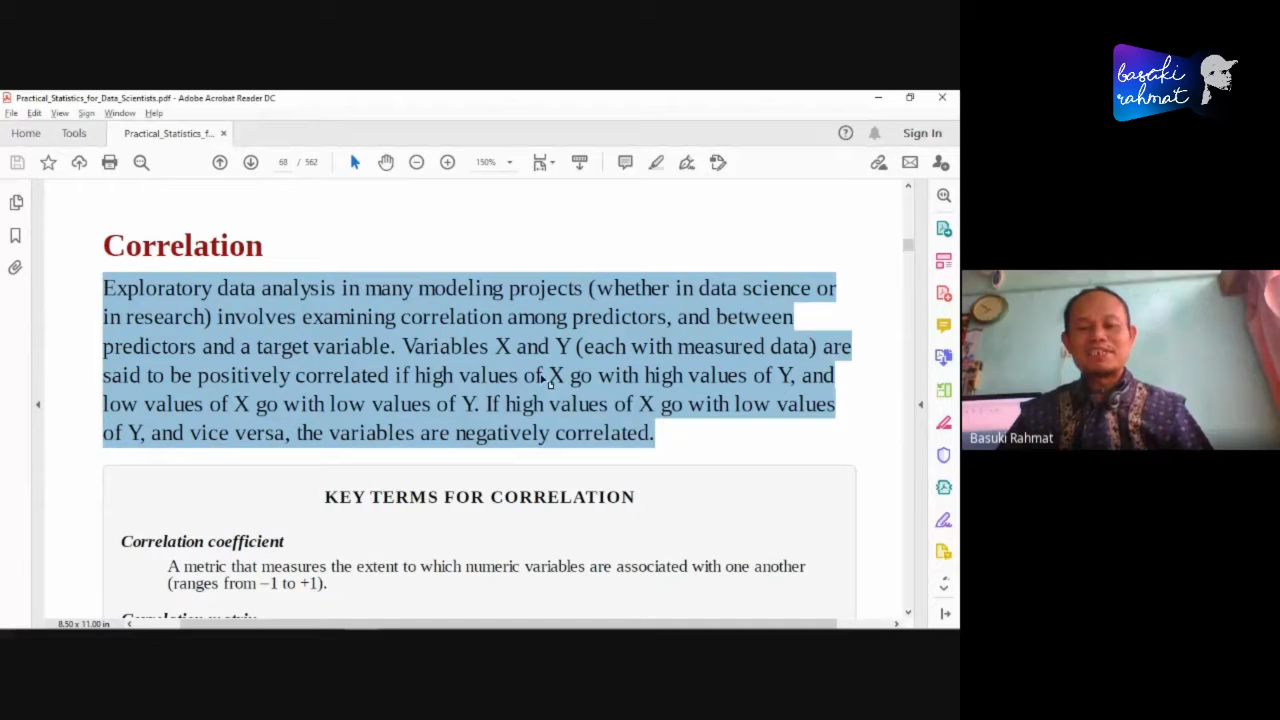 basuki
rahmat
Practical_Statistics_for_Data_Scientists.pdf - Adobe Acrobat Reader DC
File Edit View Sign Window Help
Home Tools Practical_Statistics_f... × Sign In
68 / 562 150%
Correlation
Exploratory data analysis in many modeling projects (whether in data science or
in research) involves examining correlation among predictors, and between
predictors and a target variable. Variables X and Y (each with measured data) are
said to be positively correlated if high values of X go with high values of Y, and
low values of X go with low values of Y. If high values of X go with low values
of Y, and vice versa, the variables are negatively correlated.
KEY TERMS FOR CORRELATION
Correlation coefficient
A metric that measures the extent to which numeric variables are associated with one another
(ranges from –1 to +1).
Correlation matrix
8.50 x 11.00 in
Basuki Rahmat